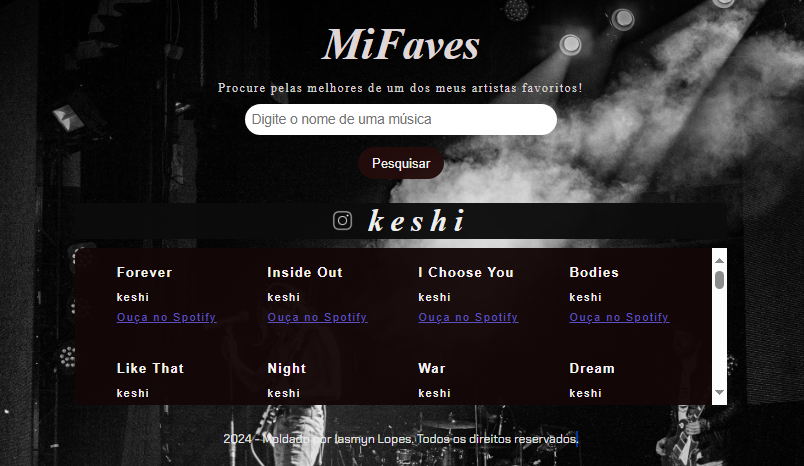 MiFaves
Procure pelas melhores de um dos meus artistas favoritos!
Digite o nome de uma música
Pesquisar
keshi
Forever Inside Out I Choose You Bodies
keshi keshi keshi keshi
Ouça no Spotify Ouça no Spotify Ouça no Spotify Ouça no Spotify
Like That Night War Dream
keshi keshi keshi keshi
2024 - Moldado por Iasmyn Lopes. Todos os direitos reservados.